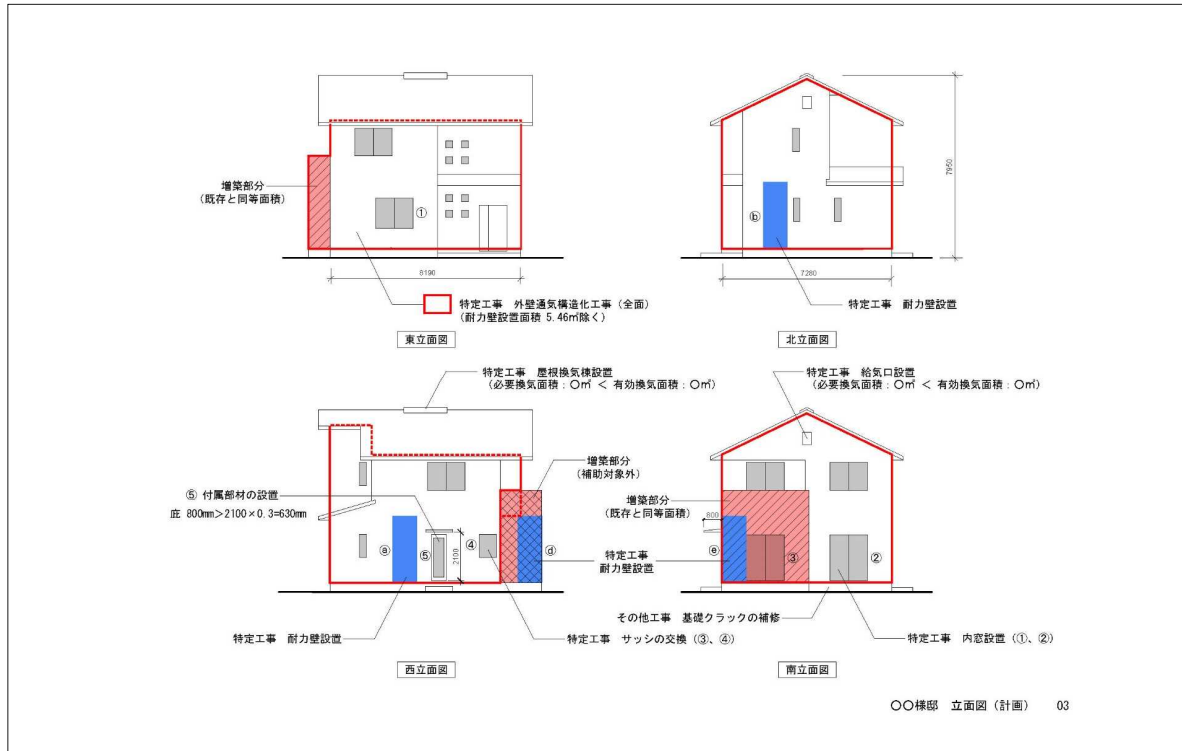 増築部分
(既存と同等面積)
①
8190
特定工事 外壁通気構造化工事(全面)
(耐力壁設置面積 5.46㎡除く)
東立面図
ⓑ
7950
7280
特定工事 耐力壁設置
北立面図
特定工事 屋根換気棟設置
(必要換気面積:〇㎡ < 有効換気面積:〇㎡)
増築部分
(補助対象外)
⑤ 付属部材の設置
庇 800mm>2100×0.3=630mm
ⓐ
⑤
2100
④
ⓓ
特定工事
耐力壁設置
特定工事 耐力壁設置
特定工事 サッシの交換(③、④)
西立面図
特定工事 給気口設置
(必要換気面積:〇㎡ < 有効換気面積:〇㎡)
増築部分
(既存と同等面積)
800
ⓔ
③
②
その他工事 基礎クラックの補修
特定工事 内窓設置(①、②)
南立面図
〇〇様邸 立面図(計画) 03